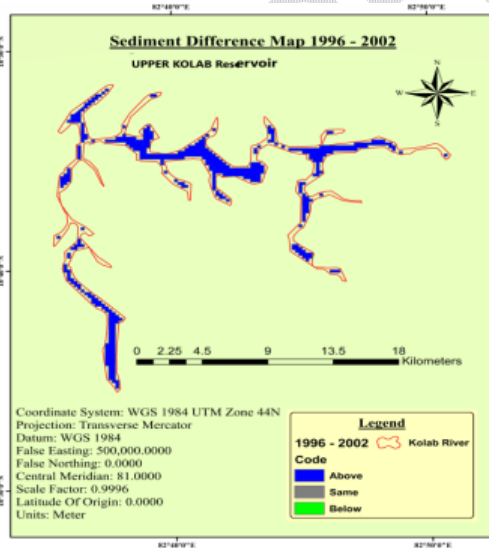 82°40'0"E 82°50'0"E
Sediment Difference Map 1996 - 2002
UPPER KOLAB Reservoir
N
W E
S
0 2.25 4.5 9 13.5 18
Kilometers
Coordinate System: WGS 1984 UTM Zone 44N
Projection: Transverse Mercator
Datum: WGS 1984
False Easting: 500,000.0000
False Northing: 0.0000
Central Meridian: 81.0000
Scale Factor: 0.9996
Latitude Of Origin: 0.0000
Units: Meter
Legend
1996 - 2002 Kolab River
Code
Above
Same
Below
82°40'0"E 82°50'0"E